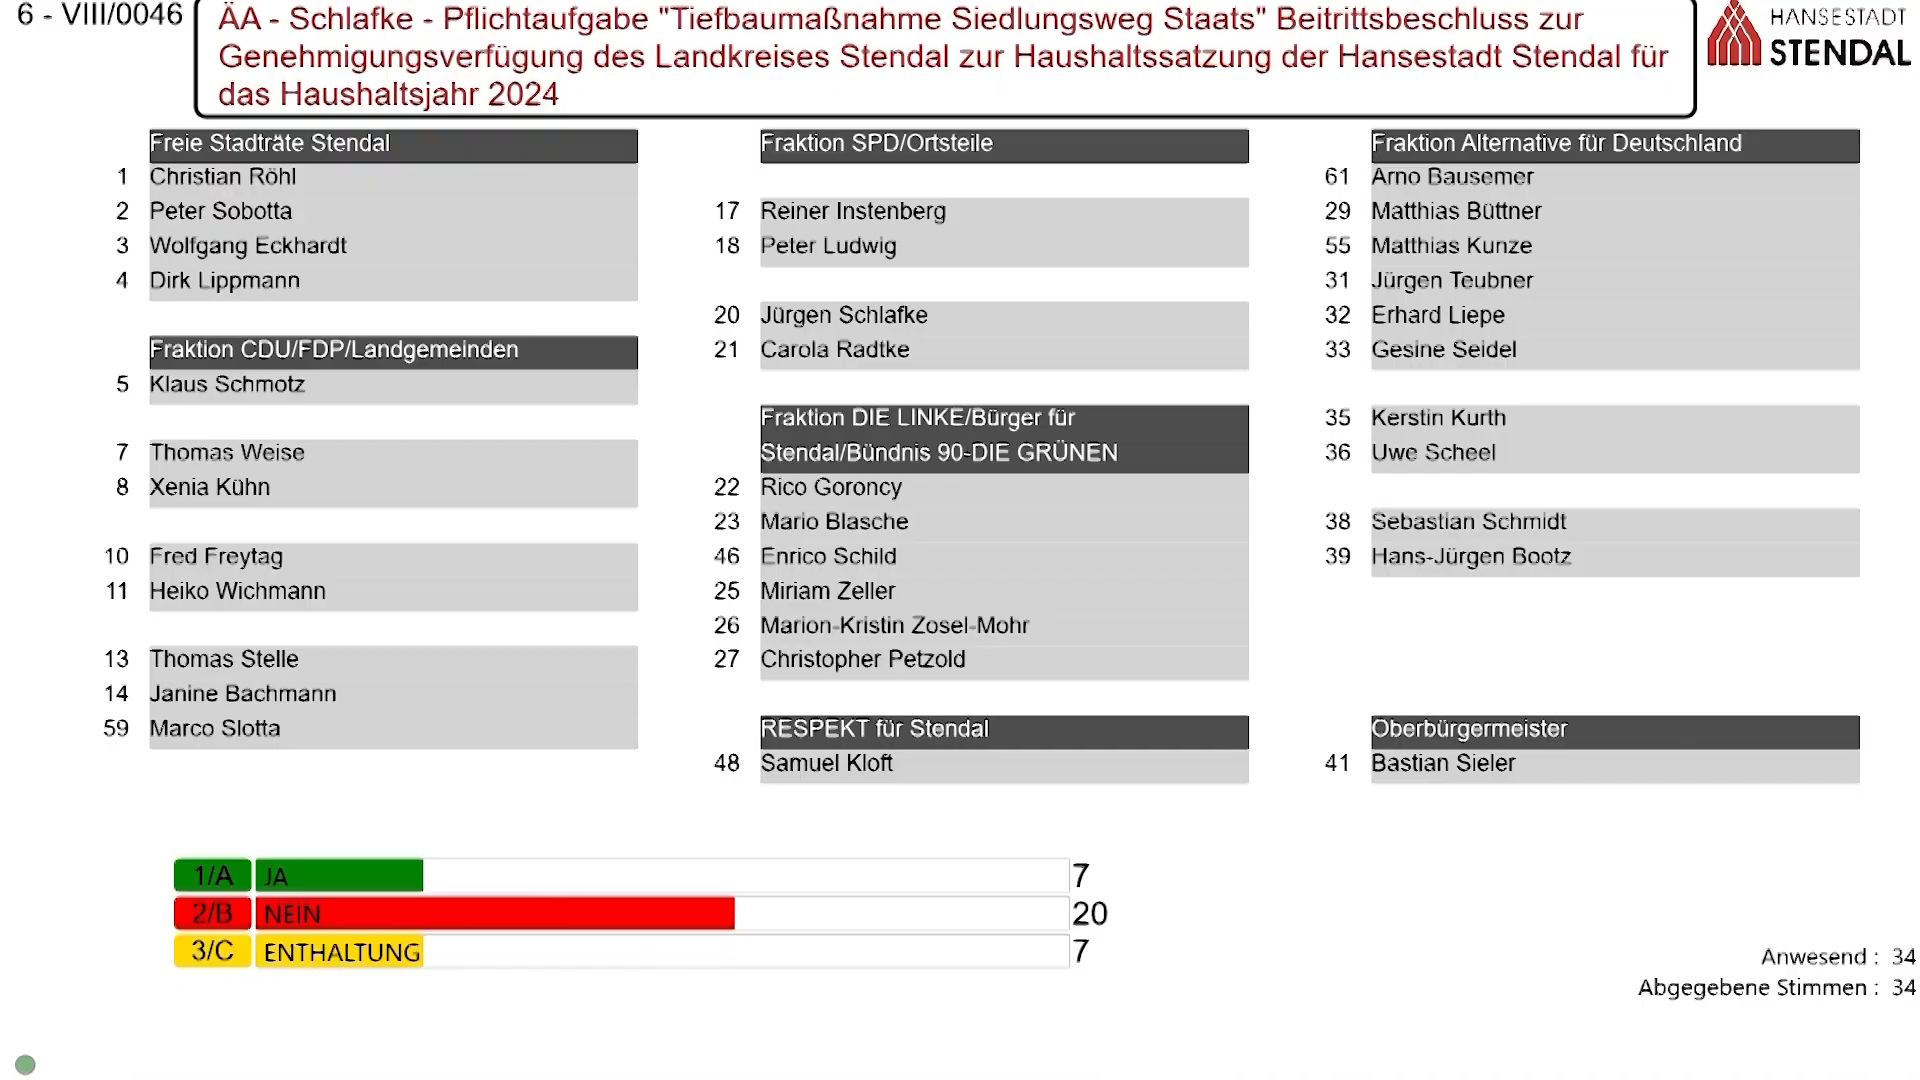 6 - VIII/0046
ÄA - Schlafke - Pflichtaufgabe "Tiefbaumaßnahme Siedlungsweg Staats" Beitrittsbeschluss zur
Genehmigungsverfügung des Landkreises Stendal zur Haushaltssatzung der Hansestadt Stendal für
das Haushaltsjahr 2024
HANSESTADT
STENDAL
Freie Stadträte Stendal
1 Christian Röhl
2 Peter Sobotta
3 Wolfgang Eckhardt
4 Dirk Lippmann
Fraktion CDU/FDP/Landgemeinden
5 Klaus Schmotz
7 Thomas Weise
8 Xenia Kühn
10 Fred Freytag
11 Heiko Wichmann
13 Thomas Stelle
14 Janine Bachmann
59 Marco Slotta
Fraktion SPD/Ortsteile
17 Reiner Instenberg
18 Peter Ludwig
20 Jürgen Schlafke
21 Carola Radtke
Fraktion DIE LINKE/Bürger für
Stendal/Bündnis 90-DIE GRÜNEN
22 Rico Goroncy
23 Mario Blasche
46 Enrico Schild
25 Miriam Zeller
26 Marion-Kristin Zosel-Mohr
27 Christopher Petzold
RESPEKT für Stendal
48 Samuel Kloft
Fraktion Alternative für Deutschland
61 Arno Bausemer
29 Matthias Büttner
55 Matthias Kunze
31 Jürgen Teubner
32 Erhard Liepe
33 Gesine Seidel
35 Kerstin Kurth
36 Uwe Scheel
38 Sebastian Schmidt
39 Hans-Jürgen Bootz
Oberbürgermeister
41 Bastian Sieler
1/A JA 7
2/B NEIN 20
3/C ENTHALTUNG 7
Anwesend : 34
Abgegebene Stimmen : 34